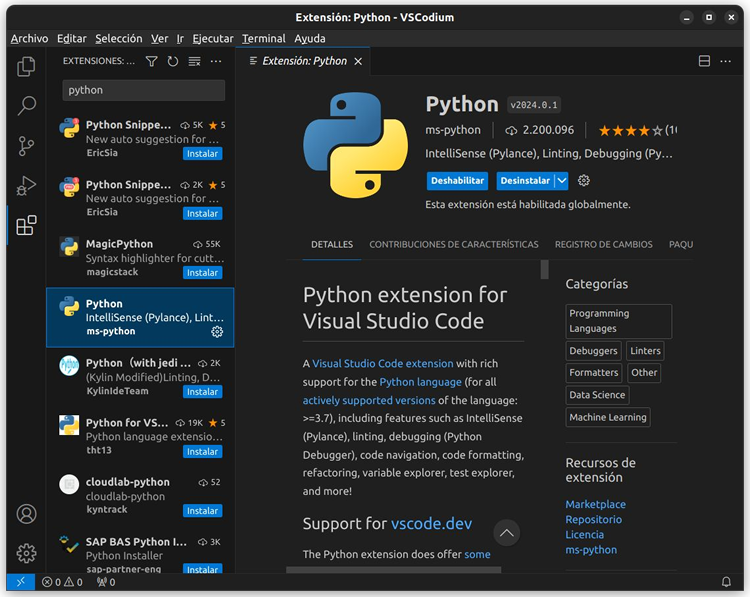 Extensión: Python - VSCodium
Archivo Editar Selección Ver Ir Ejecutar Terminal Ayuda
EXTENSIONES: ...
python
Python Snippe... 5K 5
New auto suggestion for ...
EricSia Instalar
Python Snippe... 2K 5
New auto suggestion for ...
EricSia Instalar
MagicPython 55K
Syntax highlighter for cutt...
magicstack Instalar
Python
IntelliSense (Pylance), Lint...
ms-python
Python（with jedi ... 2K
(Kylin Modified)Linting, D...
KylinIdeTeam Instalar
Python for VS... 19K 5
Python language extensio...
tht13 Instalar
cloudlab-python 52
cloudlab-python
kyntrack Instalar
SAP BAS Python I... 3K
Python Installer
sap-partner-eng Instalar
Extensión: Python
Python v2024.0.1
ms-python 2.200.096 (10
IntelliSense (Pylance), Linting, Debugging (Py...
Deshabilitar Desinstalar
Esta extensión está habilitada globalmente.
DETALLES CONTRIBUCIONES DE CARACTERÍSTICAS REGISTRO DE CAMBIOS PAQU
Python extension for
Visual Studio Code
A Visual Studio Code extension with rich
support for the Python language (for all
actively supported versions of the language:
>=3.7), including features such as IntelliSense
(Pylance), linting, debugging (Python
Debugger), code navigation, code formatting,
refactoring, variable explorer, test explorer,
and more!
Support for vscode.dev
The Python extension does offer some
Categorías
Programming
Languages
Debuggers Linters
Formatters Other
Data Science
Machine Learning
Recursos de
extensión
Marketplace
Repositorio
Licencia
ms-python
0 0 0